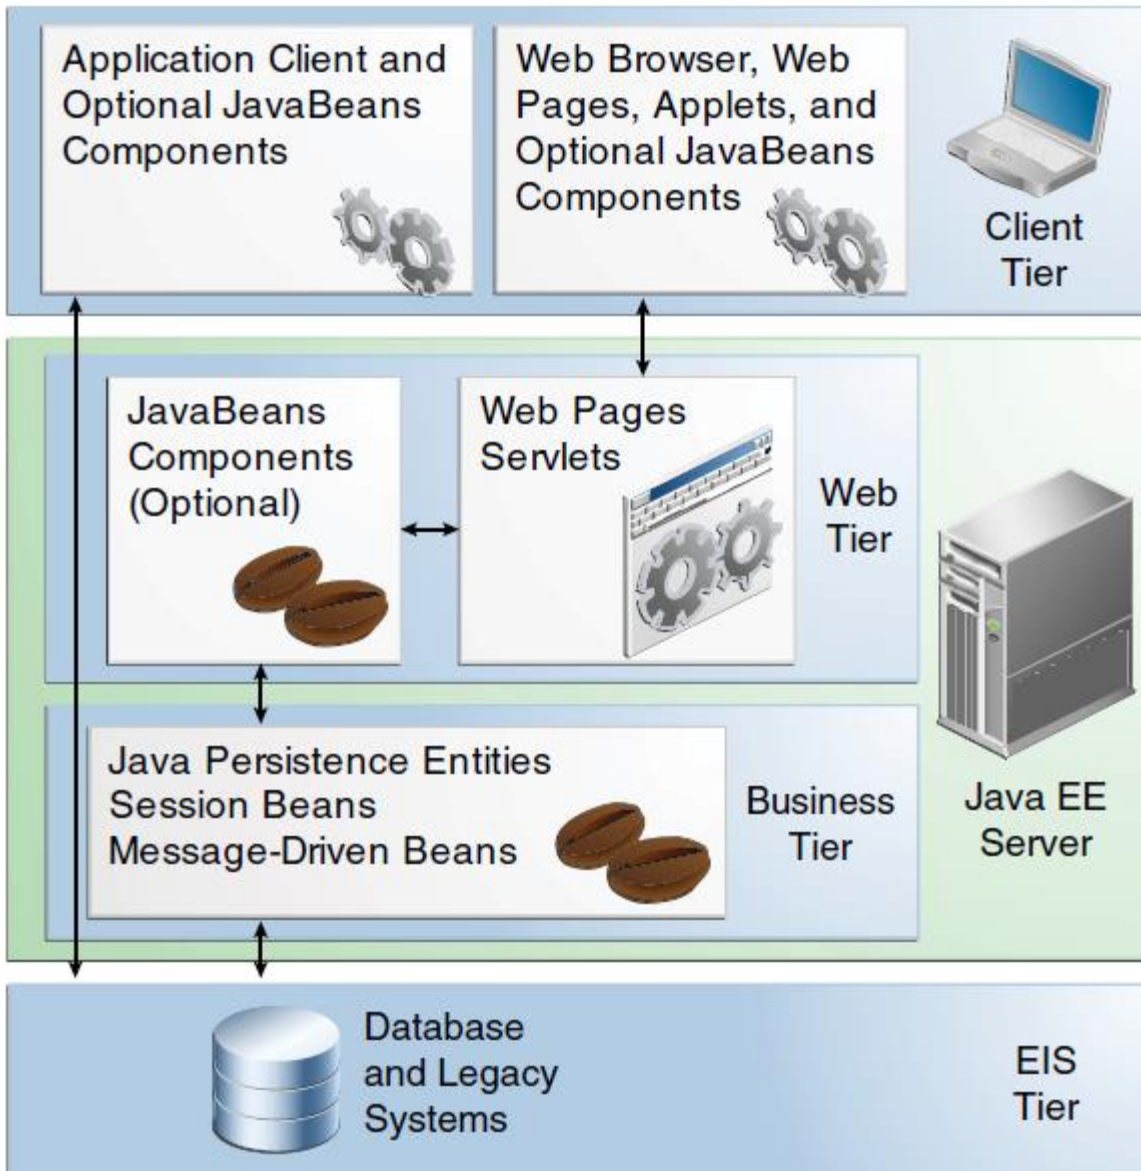 Application Client and
Optional JavaBeans
Components
Web Browser, Web
Pages, Applets, and
Optional JavaBeans
Components
Client
Tier
JavaBeans
Components
(Optional)
Web Pages
Servlets
Web
Tier
Java Persistence Entities
Session Beans
Message-Driven Beans
Business
Tier
Java EE
Server
Database
and Legacy
Systems
EIS
Tier